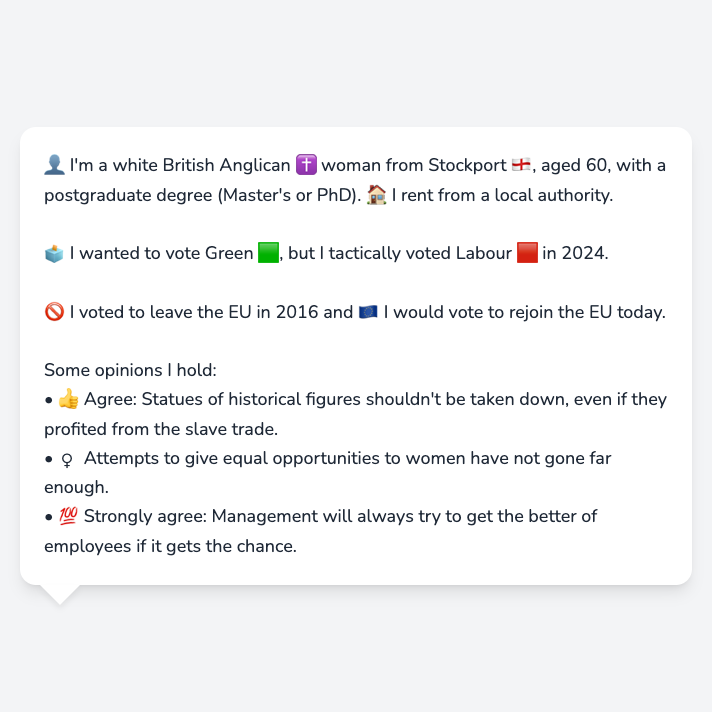 👤 I'm a white British Anglican ✝️ woman from Stockport 🏴󠁧󠁢󠁥󠁮󠁧󠁿, aged 60, with a
postgraduate degree (Master's or PhD). 🏠 I rent from a local authority.
🗳️ I wanted to vote Green 🟩, but I tactically voted Labour 🟥 in 2024.
🚫 I voted to leave the EU in 2016 and 🇪🇺 I would vote to rejoin the EU today.
Some opinions I hold:
• 👍 Agree: Statues of historical figures shouldn't be taken down, even if they
profited from the slave trade.
• ♀ Attempts to give equal opportunities to women have not gone far
enough.
• 💯 Strongly agree: Management will always try to get the better of
employees if it gets the chance.